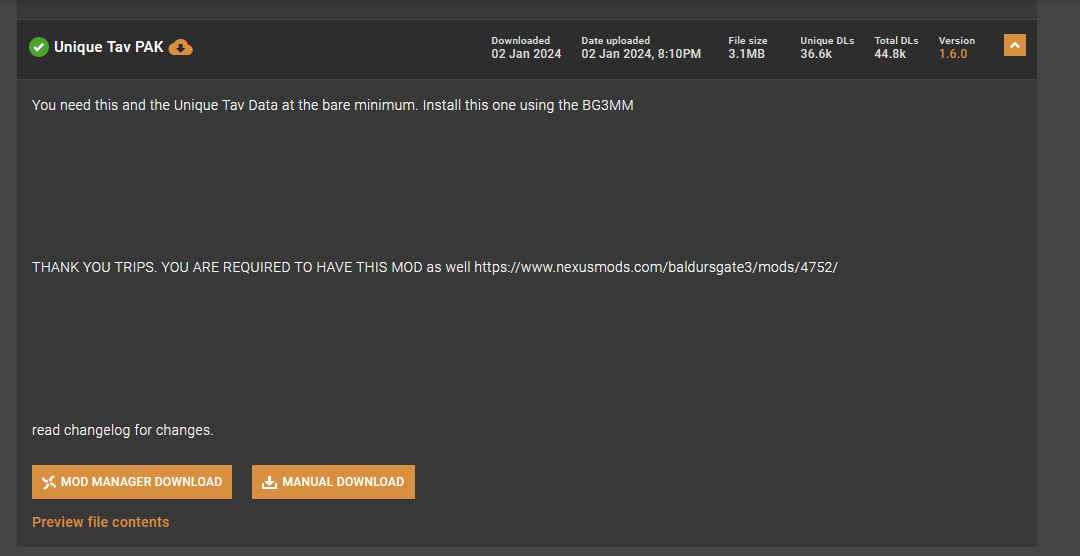 Unique Tav PAK
Downloaded
02 Jan 2024
Date uploaded
02 Jan 2024, 8:10PM
File size
3.1MB
Unique DLs
36.6k
Total DLs
44.8k
Version
1.6.0
You need this and the Unique Tav Data at the bare minimum. Install this one using the BG3MM
THANK YOU TRIPS. YOU ARE REQUIRED TO HAVE THIS MOD as well https://www.nexusmods.com/baldursgate3/mods/4752/
read changelog for changes.
MOD MANAGER DOWNLOAD
MANUAL DOWNLOAD
Preview file contents